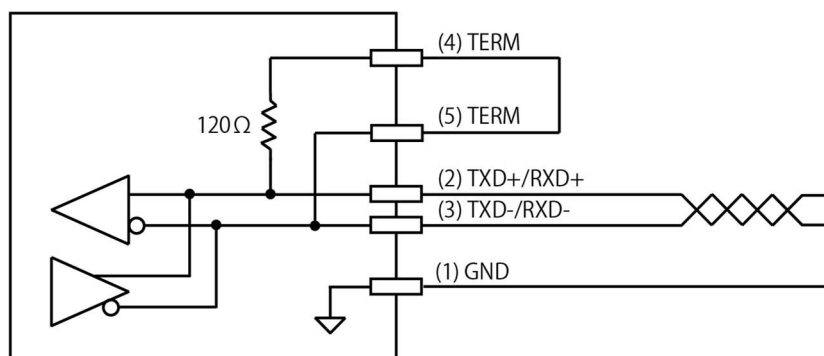 (4) TERM
120Ω
(5) TERM
(2) TXD+/RXD+
(3) TXD-/RXD-
(1) GND